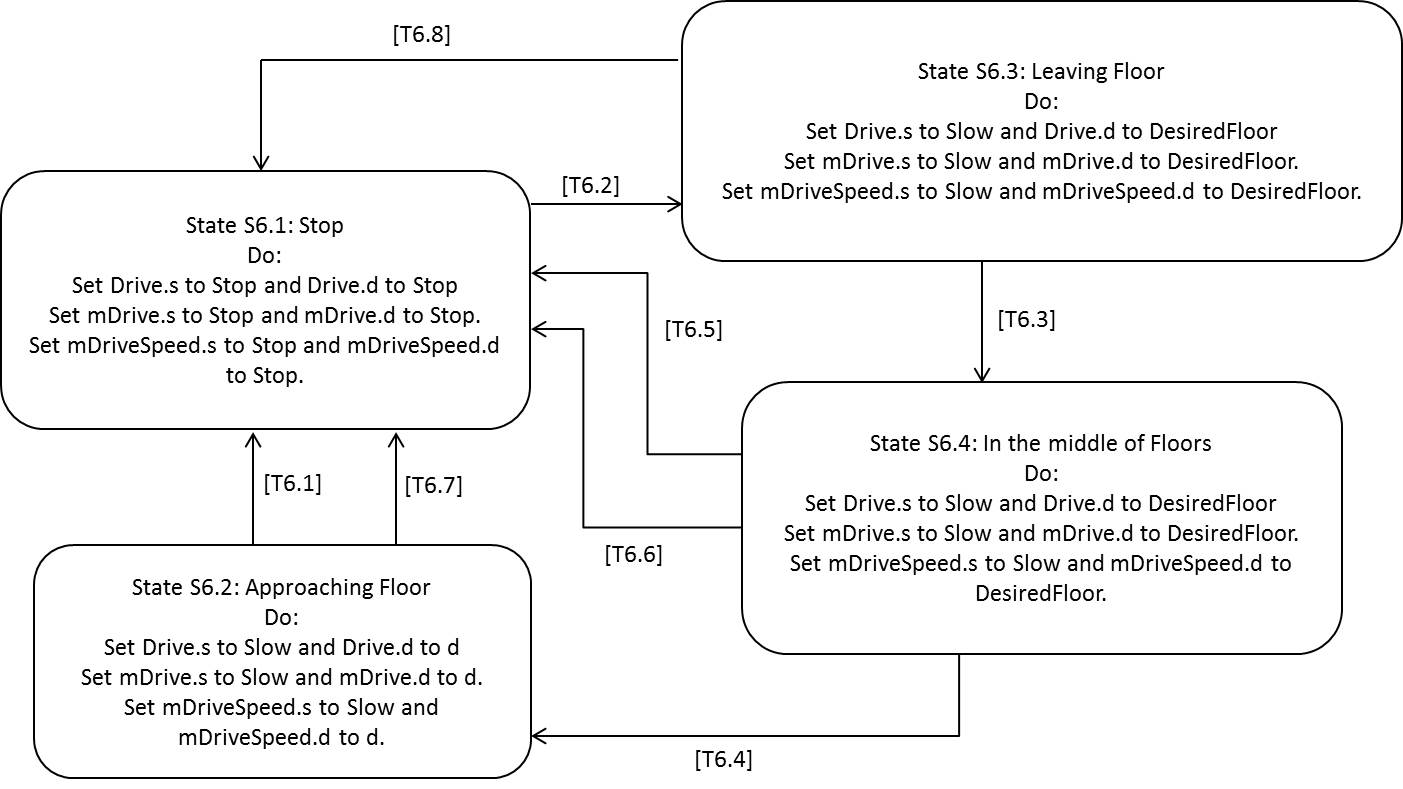 [T6.8]
State S6.3: Leaving Floor
Do:
Set Drive.s to Slow and Drive.d to DesiredFloor
Set mDrive.s to Slow and mDrive.d to DesiredFloor.
Set mDriveSpeed.s to Slow and mDriveSpeed.d to DesiredFloor.
[T6.2]
State S6.1: Stop
Do:
Set Drive.s to Stop and Drive.d to Stop
Set mDrive.s to Stop and mDrive.d to Stop.
Set mDriveSpeed.s to Stop and mDriveSpeed.d
to Stop.
[T6.5]
[T6.3]
State S6.4: In the middle of Floors
Do:
Set Drive.s to Slow and Drive.d to DesiredFloor
Set mDrive.s to Slow and mDrive.d to DesiredFloor.
Set mDriveSpeed.s to Slow and mDriveSpeed.d to
DesiredFloor.
[T6.1]
[T6.7]
[T6.6]
State S6.2: Approaching Floor
Do:
Set Drive.s to Slow and Drive.d to d
Set mDrive.s to Slow and mDrive.d to d.
Set mDriveSpeed.s to Slow and
mDriveSpeed.d to d.
[T6.4]